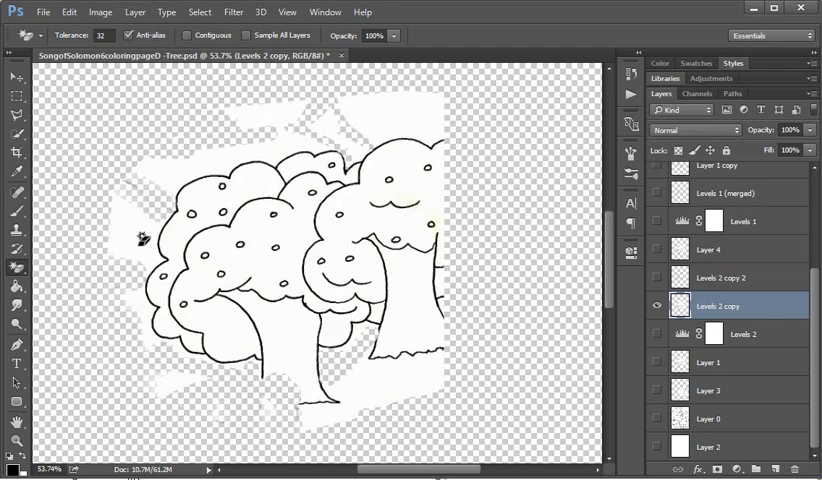 Ps File Edit Image Layer Type Select Filter 3D View Window Help
Tolerance: 32 Anti-alias Contiguous Sample All Layers Opacity: 100% Essentials
SongofSolomon6coloringpageD -Tree.psd @ 53.7% (Levels 2 copy, RGB/8#) * ×
Color Swatches Styles
Libraries Adjustments
Layers Channels Paths
Kind
Normal Opacity: 100%
Lock: Fill: 100%
Layer 1 copy
Levels 1 (merged)
Levels 1
Layer 4
Levels 2 copy 2
Levels 2 copy
Levels 2
Layer 1
Layer 3
Layer 0
Layer 2
53.74% Doc: 10.7M/61.2M